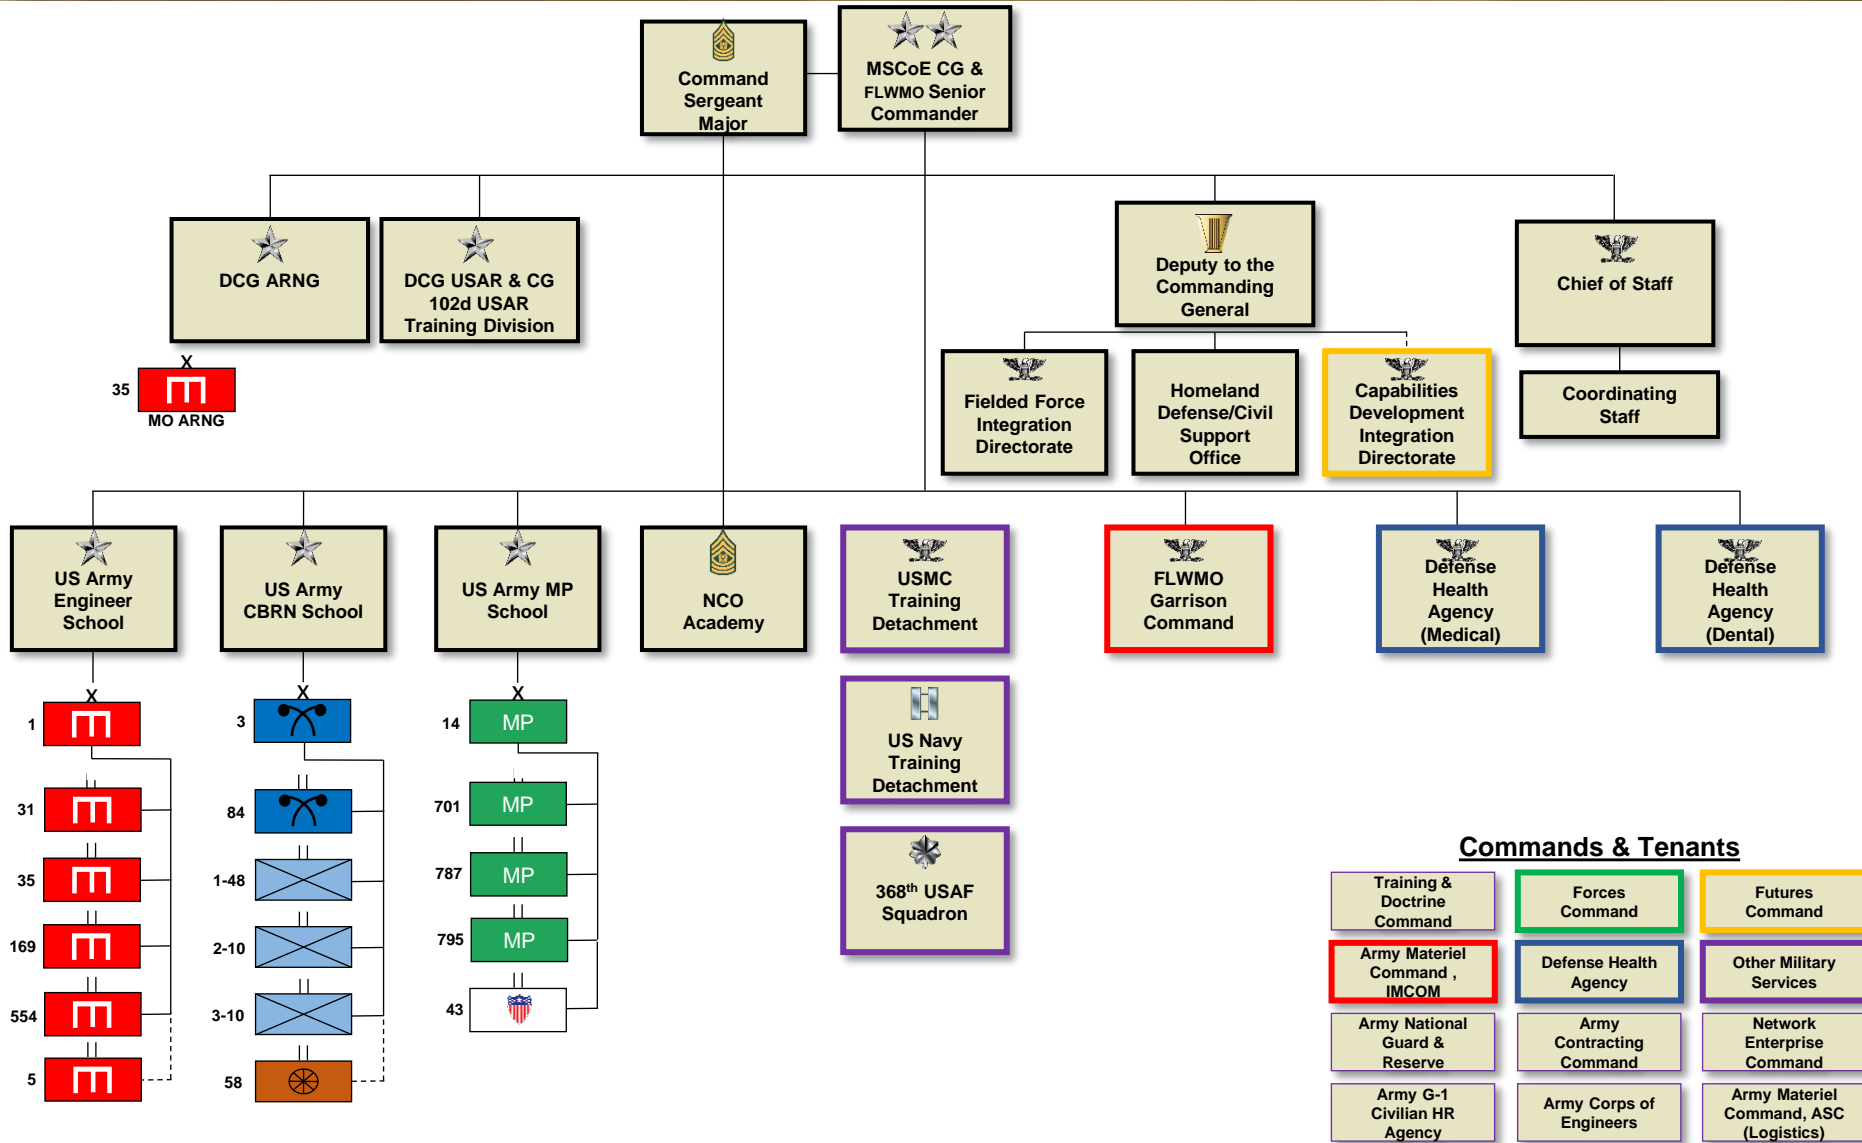 Command
Sergeant
Major
MSCoE CG &
FLWMO Senior
Commander
DCG ARNG
DCG USAR & CG
102d USAR
Training Division
Deputy to the
Commanding
General
Chief of Staff
X
35
MO ARNG
Fielded Force
Integration
Directorate
Homeland
Defense/Civil
Support
Office
Capabilities
Development
Integration
Directorate
Coordinating
Staff
US Army
Engineer
School
US Army
CBRN School
US Army MP
School
NCO
Academy
USMC
Training
Detachment
FLWMO
Garrison
Command
Defense
Health
Agency
(Medical)
Defense
Health
Agency
(Dental)
US Navy
Training
Detachment
368th USAF
Squadron
X
1
31
35
169
554
5
X
3
84
1-48
2-10
3-10
58
X
14
MP
701
MP
787
MP
795
MP
43
Commands & Tenants
Training &
Doctrine
Command
Forces
Command
Futures
Command
Army Materiel
Command ,
IMCOM
Defense Health
Agency
Other Military
Services
Army National
Guard &
Reserve
Army
Contracting
Command
Network
Enterprise
Command
Army G-1
Civilian HR
Agency
Army Corps of
Engineers
Army Materiel
Command, ASC
(Logistics)